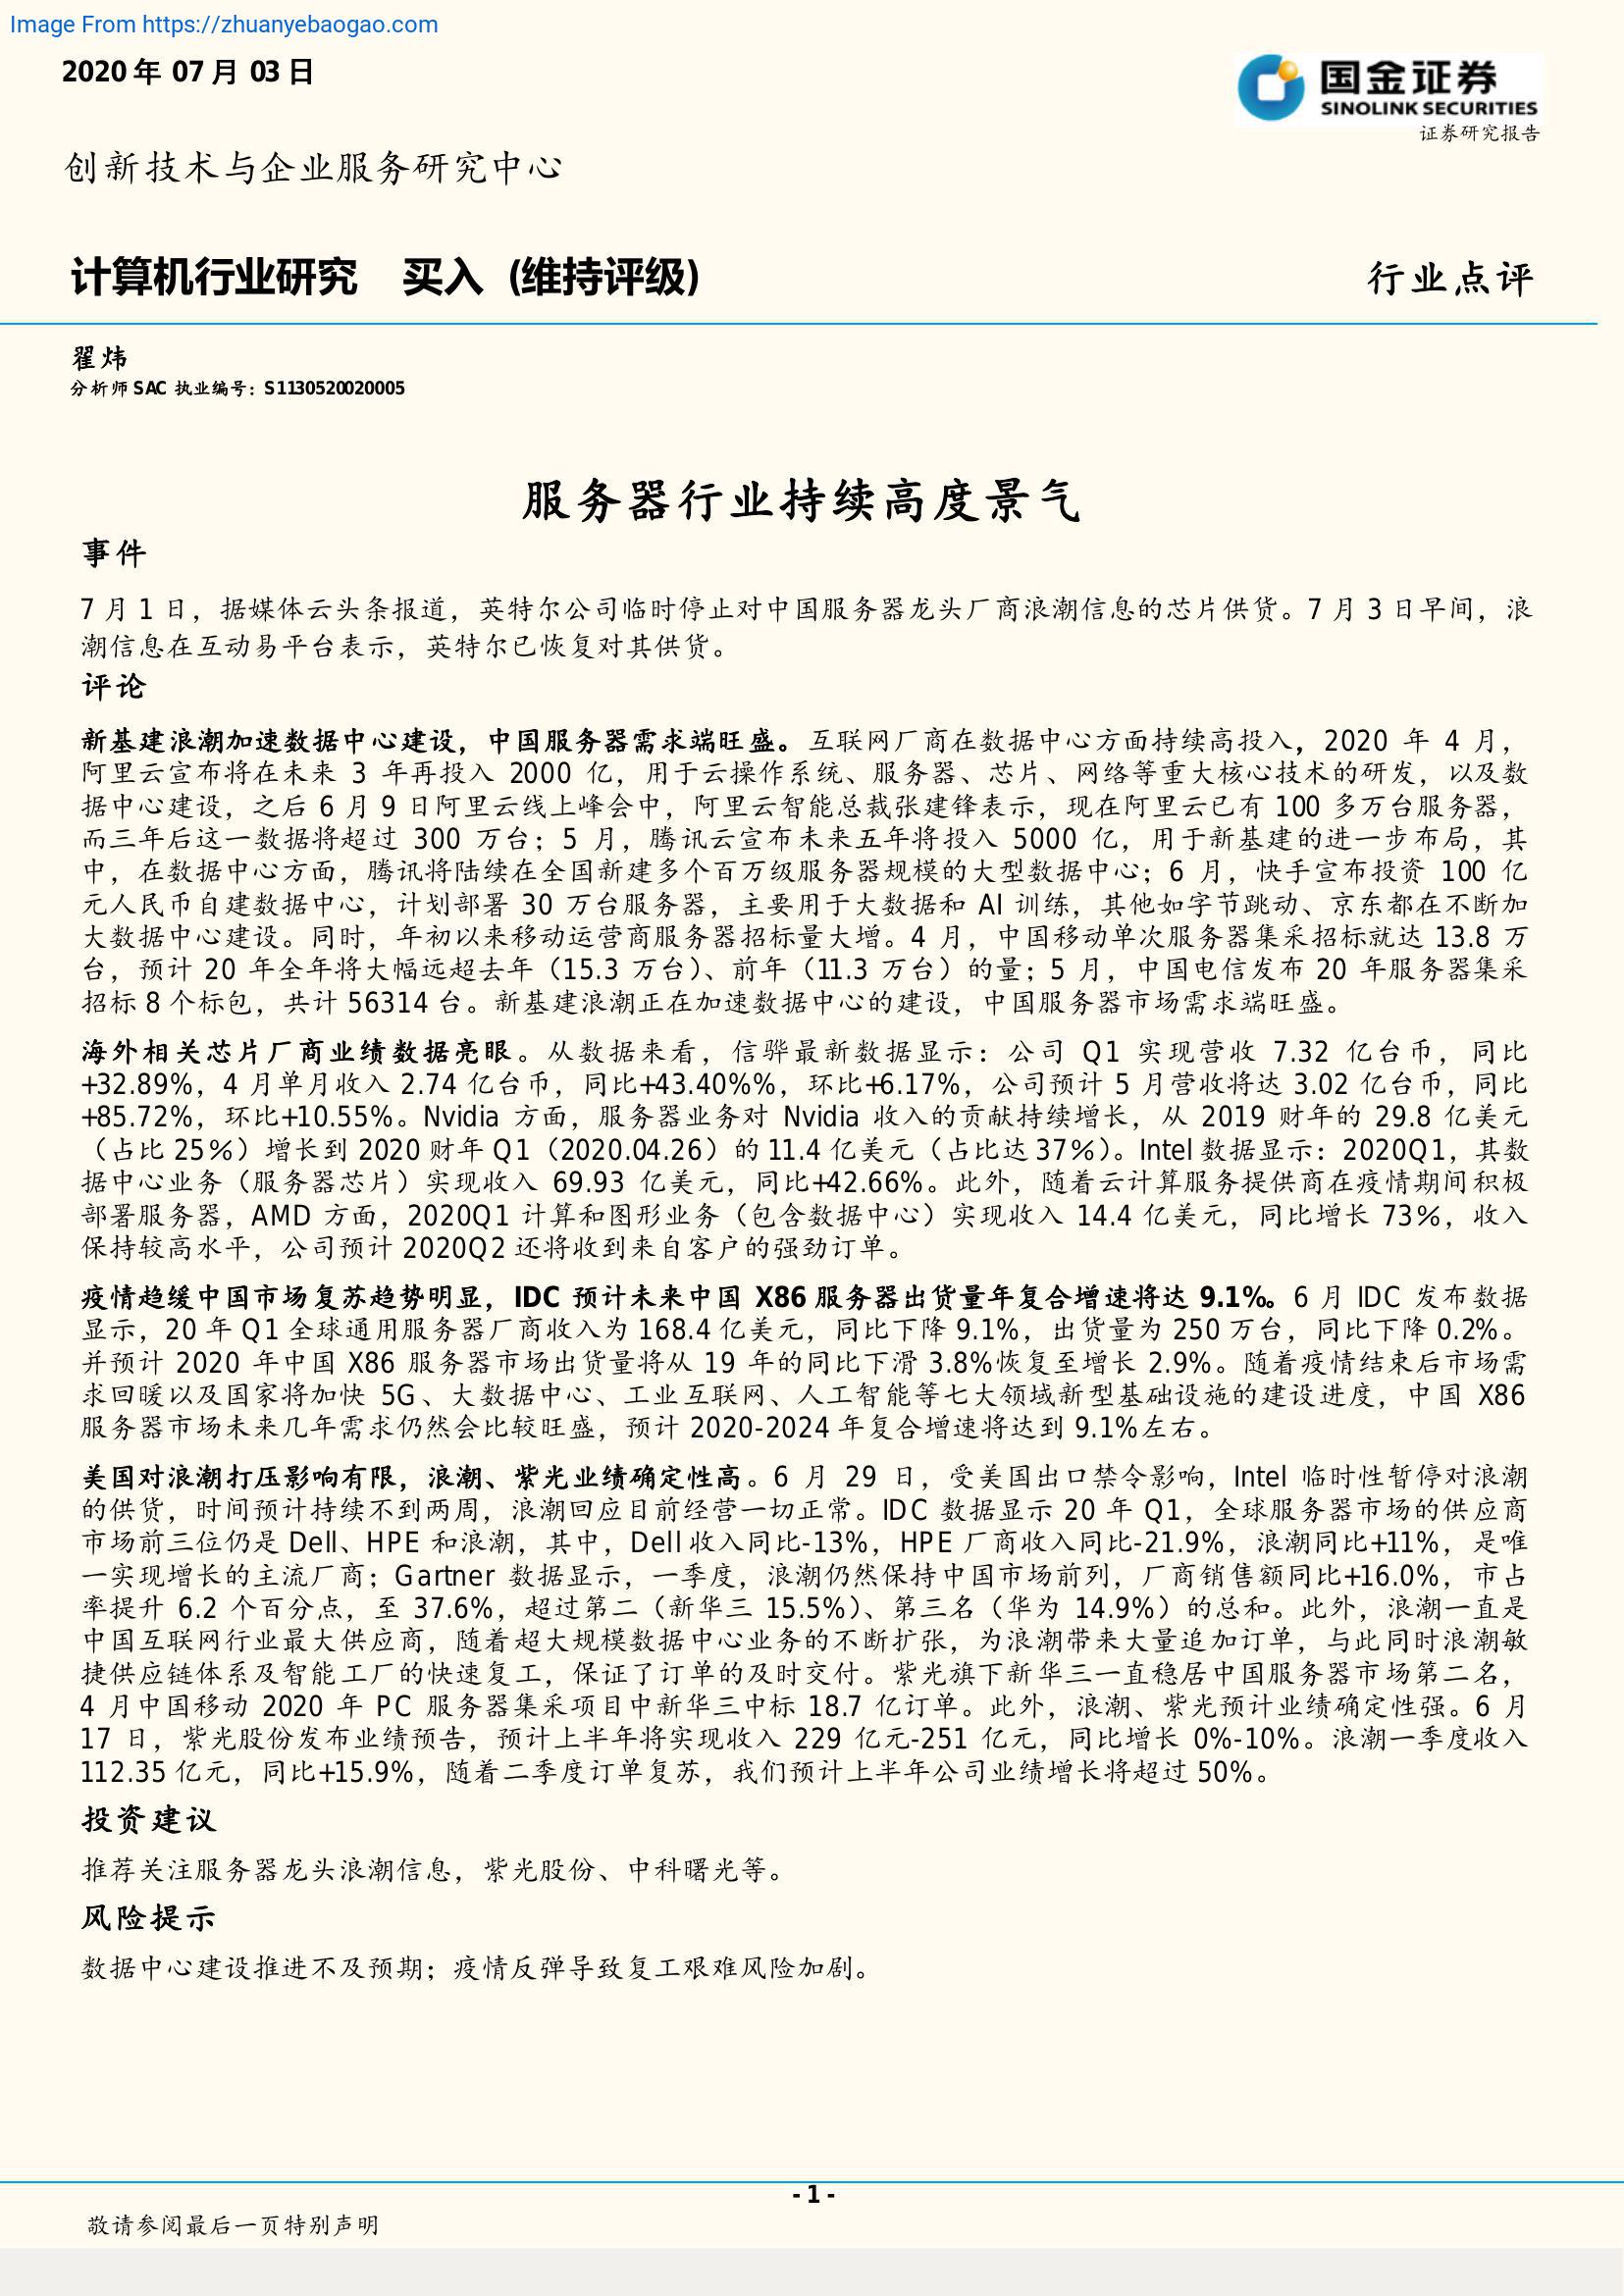 Image From https://zhuanyebaogao.com
2020 年 07 月 03 日
国金证券
SINOLINK SECURITIES
证券研究报告
创新技术与企业服务研究中心
计算机行业研究 买入 (维持评级)
行业点评
翟炜
分析师 SAC 执业编号：S1130520020005
服务器行业持续高度景气
事件
7 月 1 日，据媒体云头条报道，英特尔公司临时停止对中国服务器龙头厂商浪潮信息的芯片供货。7 月 3 日早间，浪
潮信息在互动易平台表示，英特尔已恢复对其供货。
评论
新基建浪潮加速数据中心建设，中国服务器需求端旺盛。互联网厂商在数据中心方面持续高投入，2020 年 4 月，
阿里云宣布将在未来 3 年再投入 2000 亿，用于云操作系统、服务器、芯片、网络等重大核心技术的研发，以及数
据中心建设，之后 6 月 9 日阿里云线上峰会中，阿里云智能总裁张建锋表示，现在阿里云已有 100 多万台服务器，
而三年后这一数据将超过 300 万台；5 月，腾讯云宣布未来五年将投入 5000 亿，用于新基建的进一步布局，其
中，在数据中心方面，腾讯将陆续在全国新建多个百万级服务器规模的大型数据中心；6 月，快手宣布投资 100 亿
元人民币自建数据中心，计划部署 30 万台服务器，主要用于大数据和 AI 训练，其他如字节跳动、京东都在不断加
大数据中心建设。同时，年初以来移动运营商服务器招标量大增。4 月，中国移动单次服务器集采招标就达 13.8 万
台，预计 20 年全年将大幅远超去年（15.3 万台）、前年（11.3 万台）的量；5 月，中国电信发布 20 年服务器集采
招标 8 个标包，共计 56314 台。新基建浪潮正在加速数据中心的建设，中国服务器市场需求端旺盛。
海外相关芯片厂商业绩数据亮眼。从数据来看，信骅最新数据显示：公司 Q1 实现营收 7.32 亿台币，同比
+32.89%，4 月单月收入 2.74 亿台币，同比+43.40%%，环比+6.17%，公司预计 5 月营收将达 3.02 亿台币，同比
+85.72%，环比+10.55%。Nvidia 方面，服务器业务对 Nvidia 收入的贡献持续增长，从 2019 财年的 29.8 亿美元
（占比 25%）增长到 2020 财年 Q1（2020.04.26）的 11.4 亿美元（占比达 37%）。Intel 数据显示：2020Q1，其数
据中心业务（服务器芯片）实现收入 69.93 亿美元，同比+42.66%。此外，随着云计算服务提供商在疫情期间积极
部署服务器，AMD 方面，2020Q1 计算和图形业务（包含数据中心）实现收入 14.4 亿美元，同比增长 73%，收入
保持较高水平，公司预计 2020Q2 还将收到来自客户的强劲订单。
疫情趋缓中国市场复苏趋势明显，IDC 预计未来中国 X86 服务器出货量年复合增速将达 9.1%。6 月 IDC 发布数据
显示，20 年 Q1 全球通用服务器厂商收入为 168.4 亿美元，同比下降 9.1%，出货量为 250 万台，同比下降 0.2%。
并预计 2020 年中国 X86 服务器市场出货量将从 19 年的同比下滑 3.8%恢复至增长 2.9%。随着疫情结束后市场需
求回暖以及国家将加快 5G、大数据中心、工业互联网、人工智能等七大领域新型基础设施的建设进度，中国 X86
服务器市场未来几年需求仍然会比较旺盛，预计 2020-2024 年复合增速将达到 9.1%左右。
美国对浪潮打压影响有限，浪潮、紫光业绩确定性高。6 月 29 日，受美国出口禁令影响，Intel 临时性暂停对浪潮
的供货，时间预计持续不到两周，浪潮回应目前经营一切正常。IDC 数据显示 20 年 Q1，全球服务器市场的供应商
市场前三位仍是 Dell、HPE 和浪潮，其中，Dell 收入同比-13%，HPE 厂商收入同比-21.9%，浪潮同比+11%，是唯
一实现增长的主流厂商；Gartner 数据显示，一季度，浪潮仍然保持中国市场前列，厂商销售额同比+16.0%，市占
率提升 6.2 个百分点，至 37.6%，超过第二（新华三 15.5%）、第三名（华为 14.9%）的总和。此外，浪潮一直是
中国互联网行业最大供应商，随着超大规模数据中心业务的不断扩张，为浪潮带来大量追加订单，与此同时浪潮敏
捷供应链体系及智能工厂的快速复工，保证了订单的及时交付。紫光旗下新华三一直稳居中国服务器市场第二名，
4 月中国移动 2020 年 PC 服务器集采项目中新华三中标 18.7 亿订单。此外，浪潮、紫光预计业绩确定性强。6 月
17 日，紫光股份发布业绩预告，预计上半年将实现收入 229 亿元-251 亿元，同比增长 0%-10%。浪潮一季度收入
112.35 亿元，同比+15.9%，随着二季度订单复苏，我们预计上半年公司业绩增长将超过 50%。
投资建议
推荐关注服务器龙头浪潮信息，紫光股份、中科曙光等。
风险提示
数据中心建设推进不及预期；疫情反弹导致复工艰难风险加剧。
- 1 -
敬请参阅最后一页特别声明